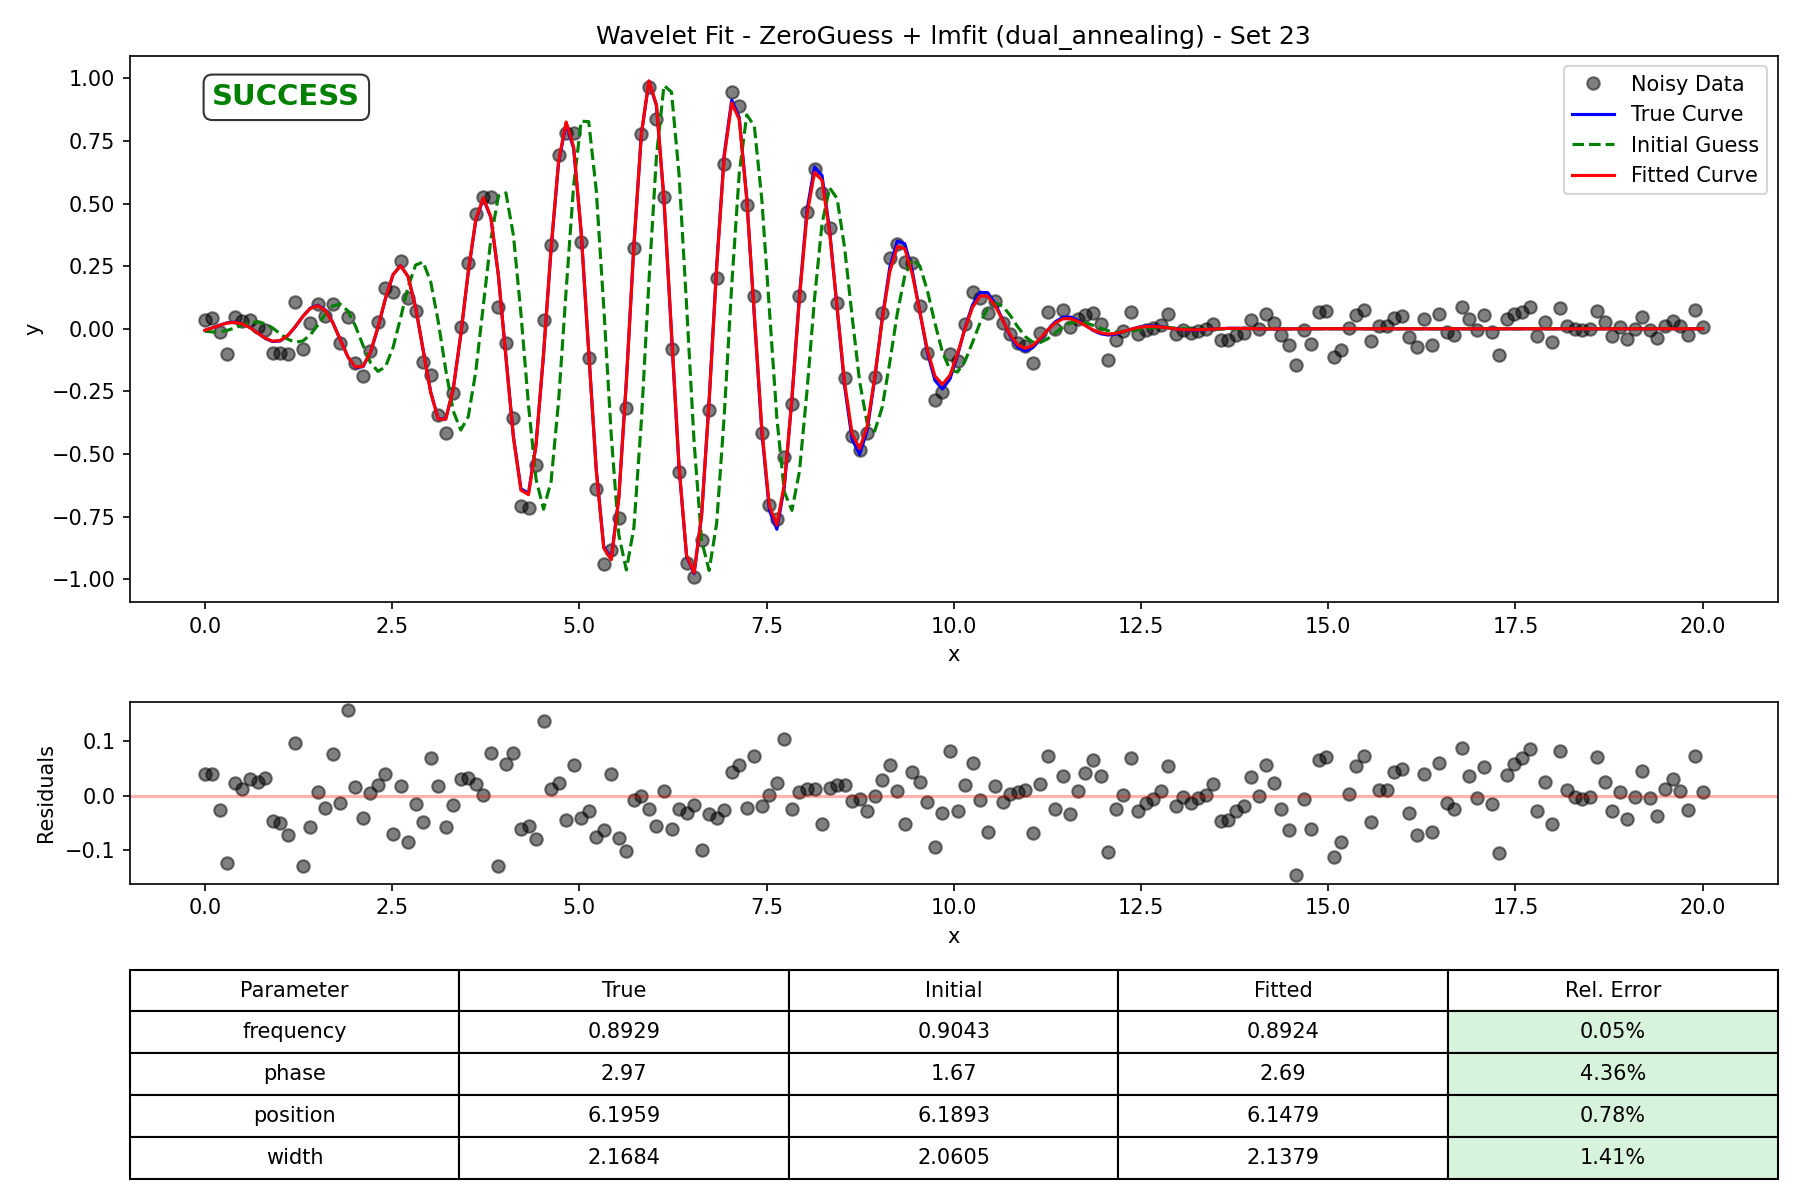 Wavelet Fit - ZeroGuess + lmfit (dual_annealing) - Set 23
SUCCESS
Noisy Data
True Curve
Initial Guess
Fitted Curve
y
1.00
0.75
0.50
0.25
0.00
−0.25
−0.50
−0.75
−1.00
0.0 2.5 5.0 7.5 10.0 12.5 15.0 17.5 20.0
x
Residuals
0.1
0.0
−0.1
0.0 2.5 5.0 7.5 10.0 12.5 15.0 17.5 20.0
x
Parameter True Initial Fitted Rel. Error
frequency 0.8929 0.9043 0.8924 0.05%
phase 2.97 1.67 2.69 4.36%
position 6.1959 6.1893 6.1479 0.78%
width 2.1684 2.0605 2.1379 1.41%